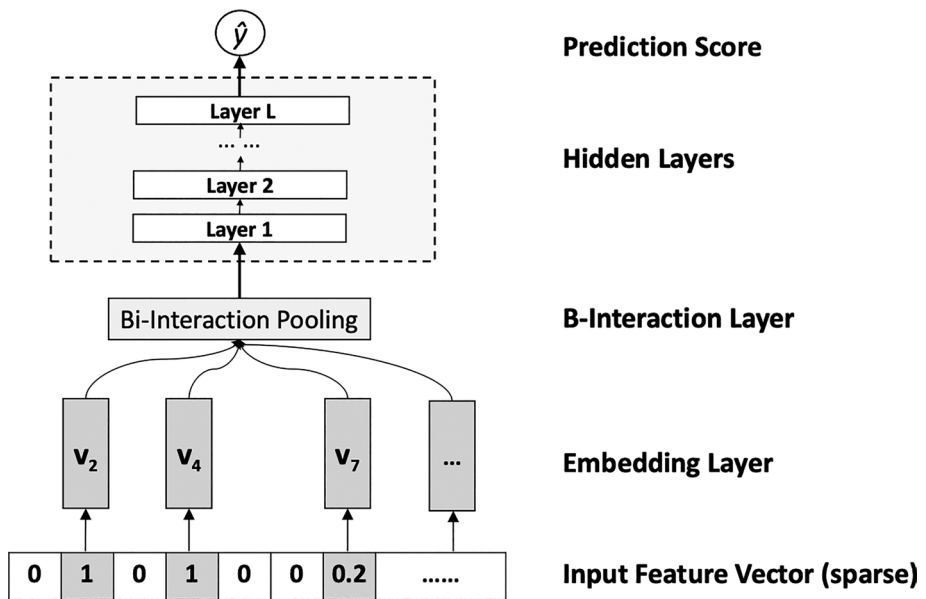 ŷ
Prediction Score
Layer L
... ...
Hidden Layers
Layer 2
Layer 1
Bi-Interaction Pooling
B-Interaction Layer
v₂ v₄ v₇ ...
Embedding Layer
0 1 0 1 0 0 0.2 ......
Input Feature Vector (sparse)